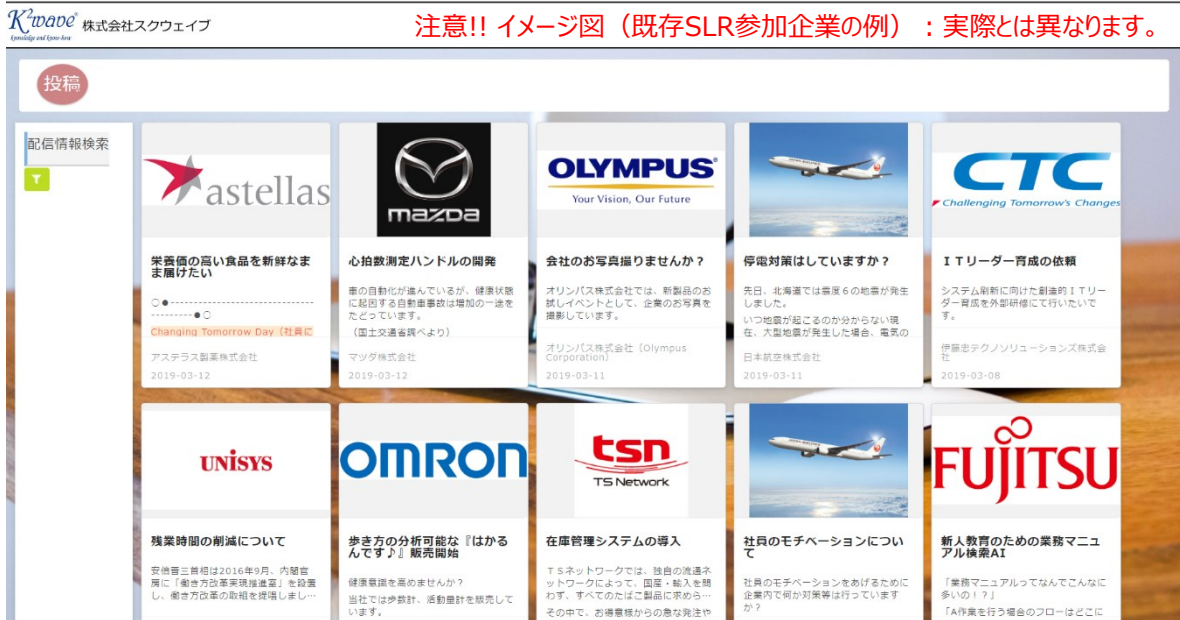 K²wave
knowledge and know-how
株式会社スクウェイブ
注意!! イメージ図（既存SLR参加企業の例）：実際とは異なります。
投稿
配信情報検索
astellas
mazda
OLYMPUS
Your Vision, Our Future
CTC
Challenging Tomorrow's Changes
栄養価の高い食品を新鮮なまま届けたい
○●-----------------------------
---------●○
Changing Tomorrow Day（社員に
アステラス製薬株式会社
2019-03-12
心拍数測定ハンドルの開発
車の自動化が進んでいるが、健康状態
に起因する自動車事故は増加の一途を
たどっています。
（国土交通省調べより）
マツダ株式会社
2019-03-12
会社のお写真撮りませんか？
オリンパス株式会社では、新製品のお
試しイベントとして、企業のお写真を
撮影しています。
オリンパス株式会社（Olympus
Corporation）
2019-03-11
停電対策はしていますか？
先日、北海道では震度６の地震が発生
しました。
いつ地震が起こるのか分からない現
在、大型地震が発生した場合、電気の
日本航空株式会社
2019-03-11
ＩＴリーダー育成の依頼
システム刷新に向けた創造的ＩＴリー
ダー育成を外部研修にて行いたいで
す。
伊藤忠テクノソリューションズ株式会
社
2019-03-08
UNISYS
OMRON
tsn
TS Network
FUJITSU
残業時間の削減について
安倍晋三首相は2016年9月、内閣官
房に「働き方改革実現推進室」を設置
し、働き方改革の取組を提唱しまし…
歩き方の分析可能な『はかる
んです♪』販売開始
健康意識を高めませんか？
当社では歩数計、活動量計を販売して
います。
在庫管理システムの導入
ＴＳネットワークでは、独自の流通ネ
ットワークによって、国産・輸入を問
わず、すべてのたばこ製品に求めら…
その中で、お得意様からの急な発注や
社員のモチベーションについ
て
社員のモチベーションをあげるために
企業内で何か対策等は行っています
か？
新人教育のための業務マニュ
アル検索AI
「業務マニュアルってなんでこんなに
多いの！？」
「A作業を行う場合のフローはどこに